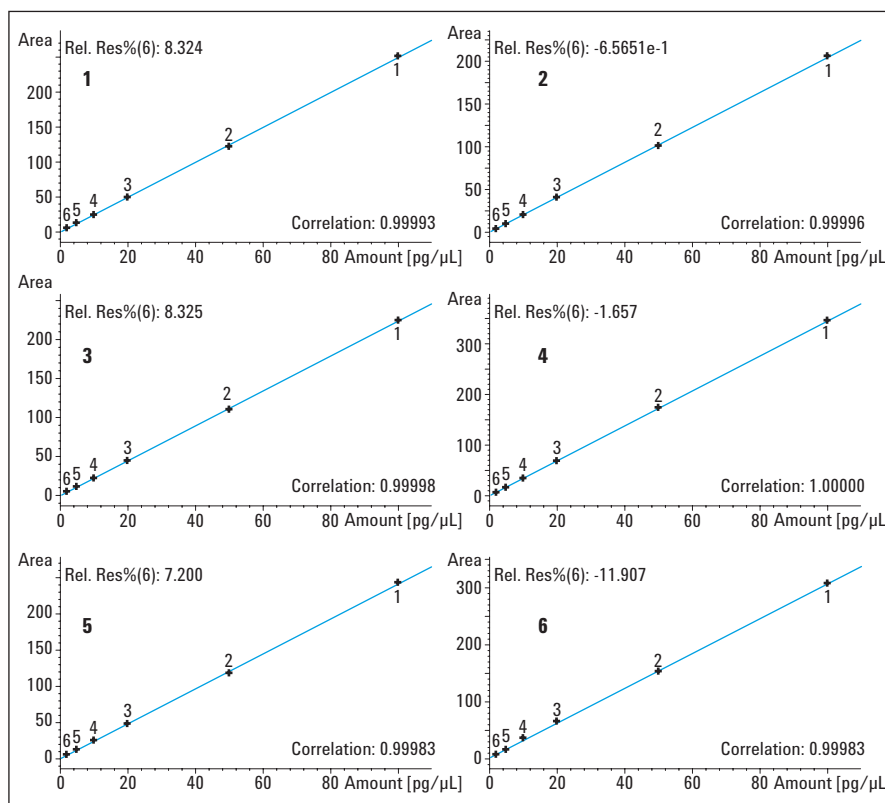 Area
Rel. Res%(6): 8.324
1
250
200
150
100
50
0
6 5 4 3 2 1
Correlation: 0.99993
0 20 40 60 80 Amount [pg/µL]
Area
Rel. Res%(6): -6.5651e-1
2
200
150
100
50
0
6 5 4 3 2 1
Correlation: 0.99996
0 20 40 60 80 Amount [pg/µL]
Area
Rel. Res%(6): 8.325
3
200
150
100
50
0
6 5 4 3 2 1
Correlation: 0.99998
0 20 40 60 80 Amount [pg/µL]
Area
Rel. Res%(6): -1.657
4
300
200
100
0
6 5 4 3 2 1
Correlation: 1.00000
0 20 40 60 80 Amount [pg/µL]
Area
Rel. Res%(6): 7.200
5
200
150
100
50
0
6 5 4 3 2 1
Correlation: 0.99983
0 20 40 60 80 Amount [pg/µL]
Area
Rel. Res%(6): -11.907
6
300
200
100
0
6 5 4 3 2 1
Correlation: 0.99983
0 20 40 60 80 Amount [pg/µL]